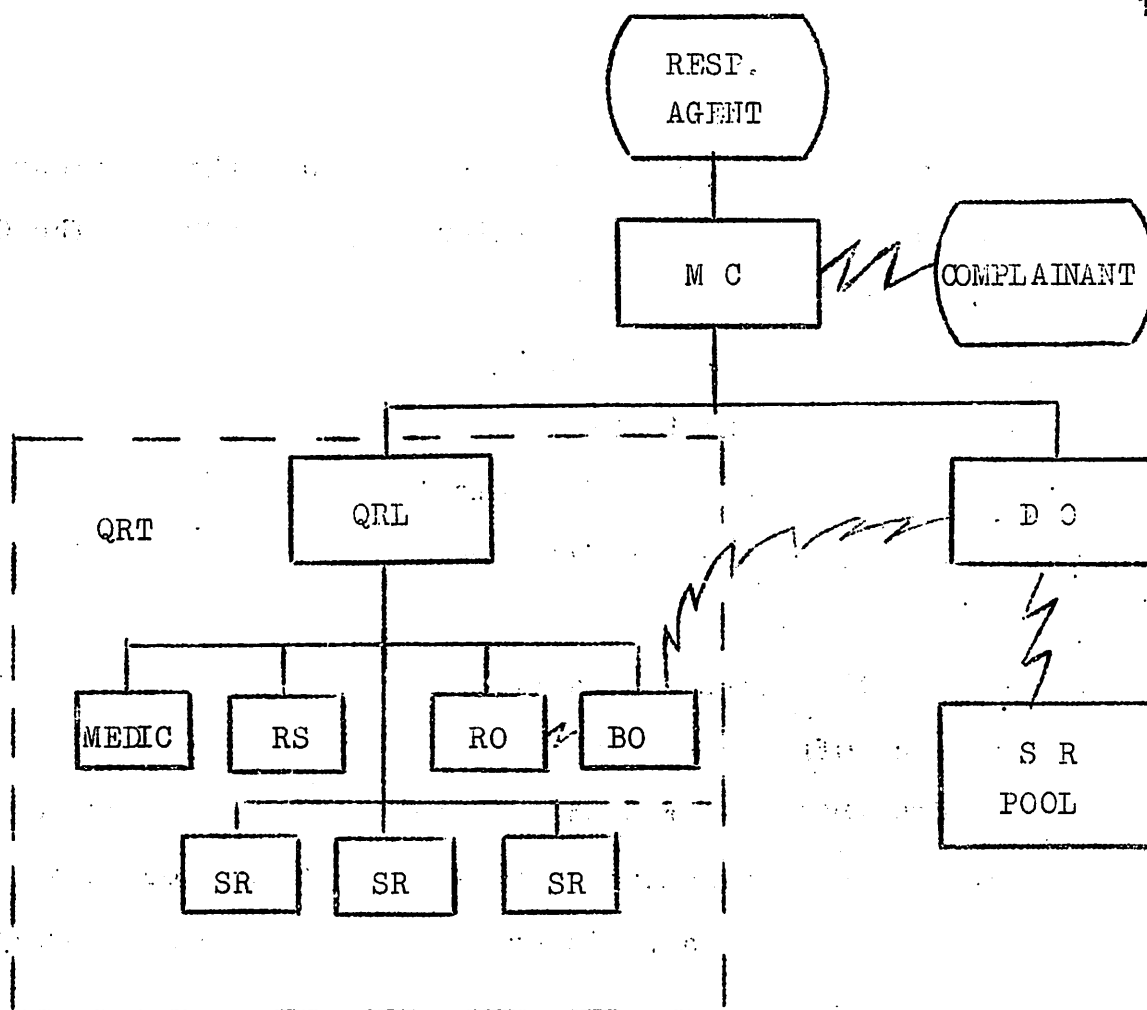 RESP.
AGENT
M C
COMPLAINANT
QRT
QRL
MEDIC
RS
RO
BO
S R
POOL
SR
SR
SR